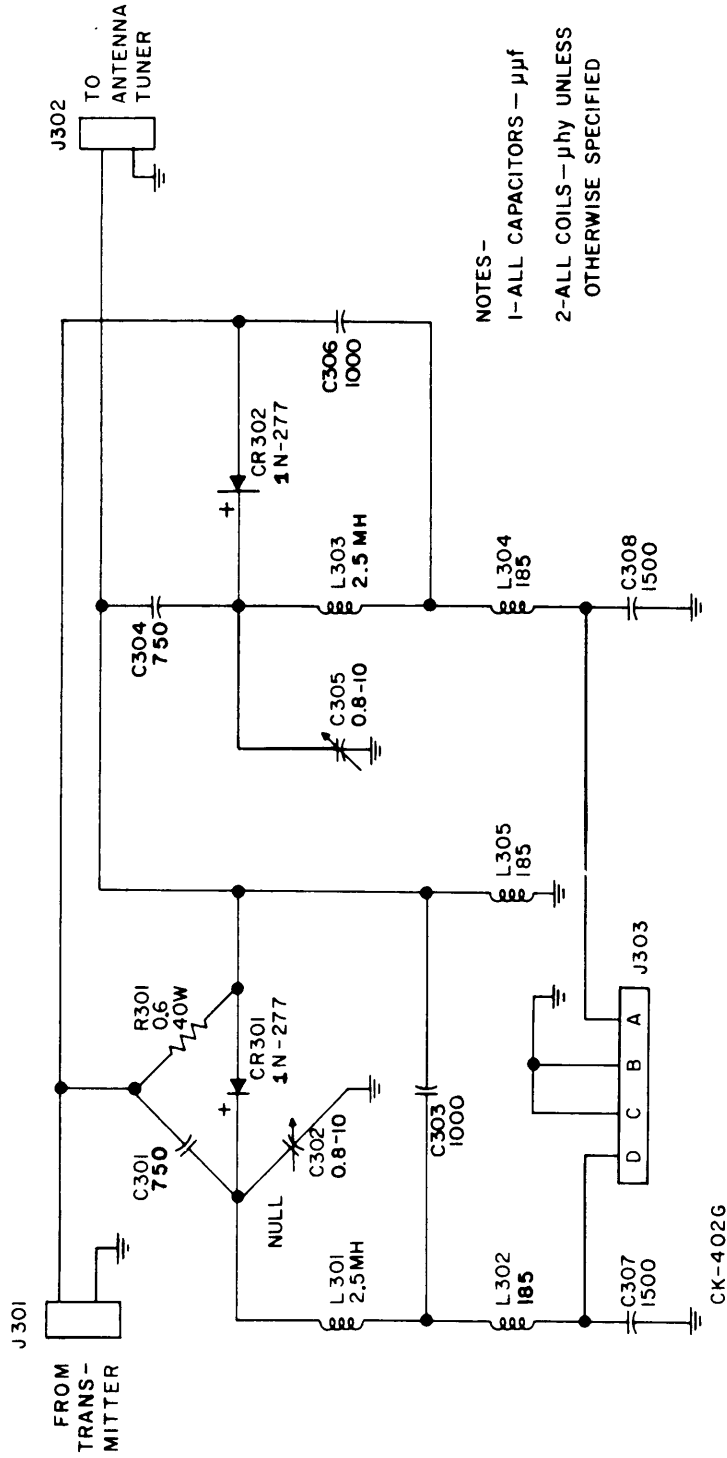 J301
FROM
TRANS-
MITTER
C301
750
R301
0.6
40W
CR301
1N-277
+
NULL
C302
0.8-10
L301
2.5MH
C303
1000
L302
185
C307
1500
L305
185
D C B A
J303
C304
750
C305
0.8-10
+
CR302
1N-277
L303
2.5 MH
C306
1000
L304
185
C308
1500
J302
TO
ANTENNA
TUNER
NOTES-
1-ALL CAPACITORS-μμf
2-ALL COILS-μhy UNLESS
OTHERWISE SPECIFIED
CK-402G